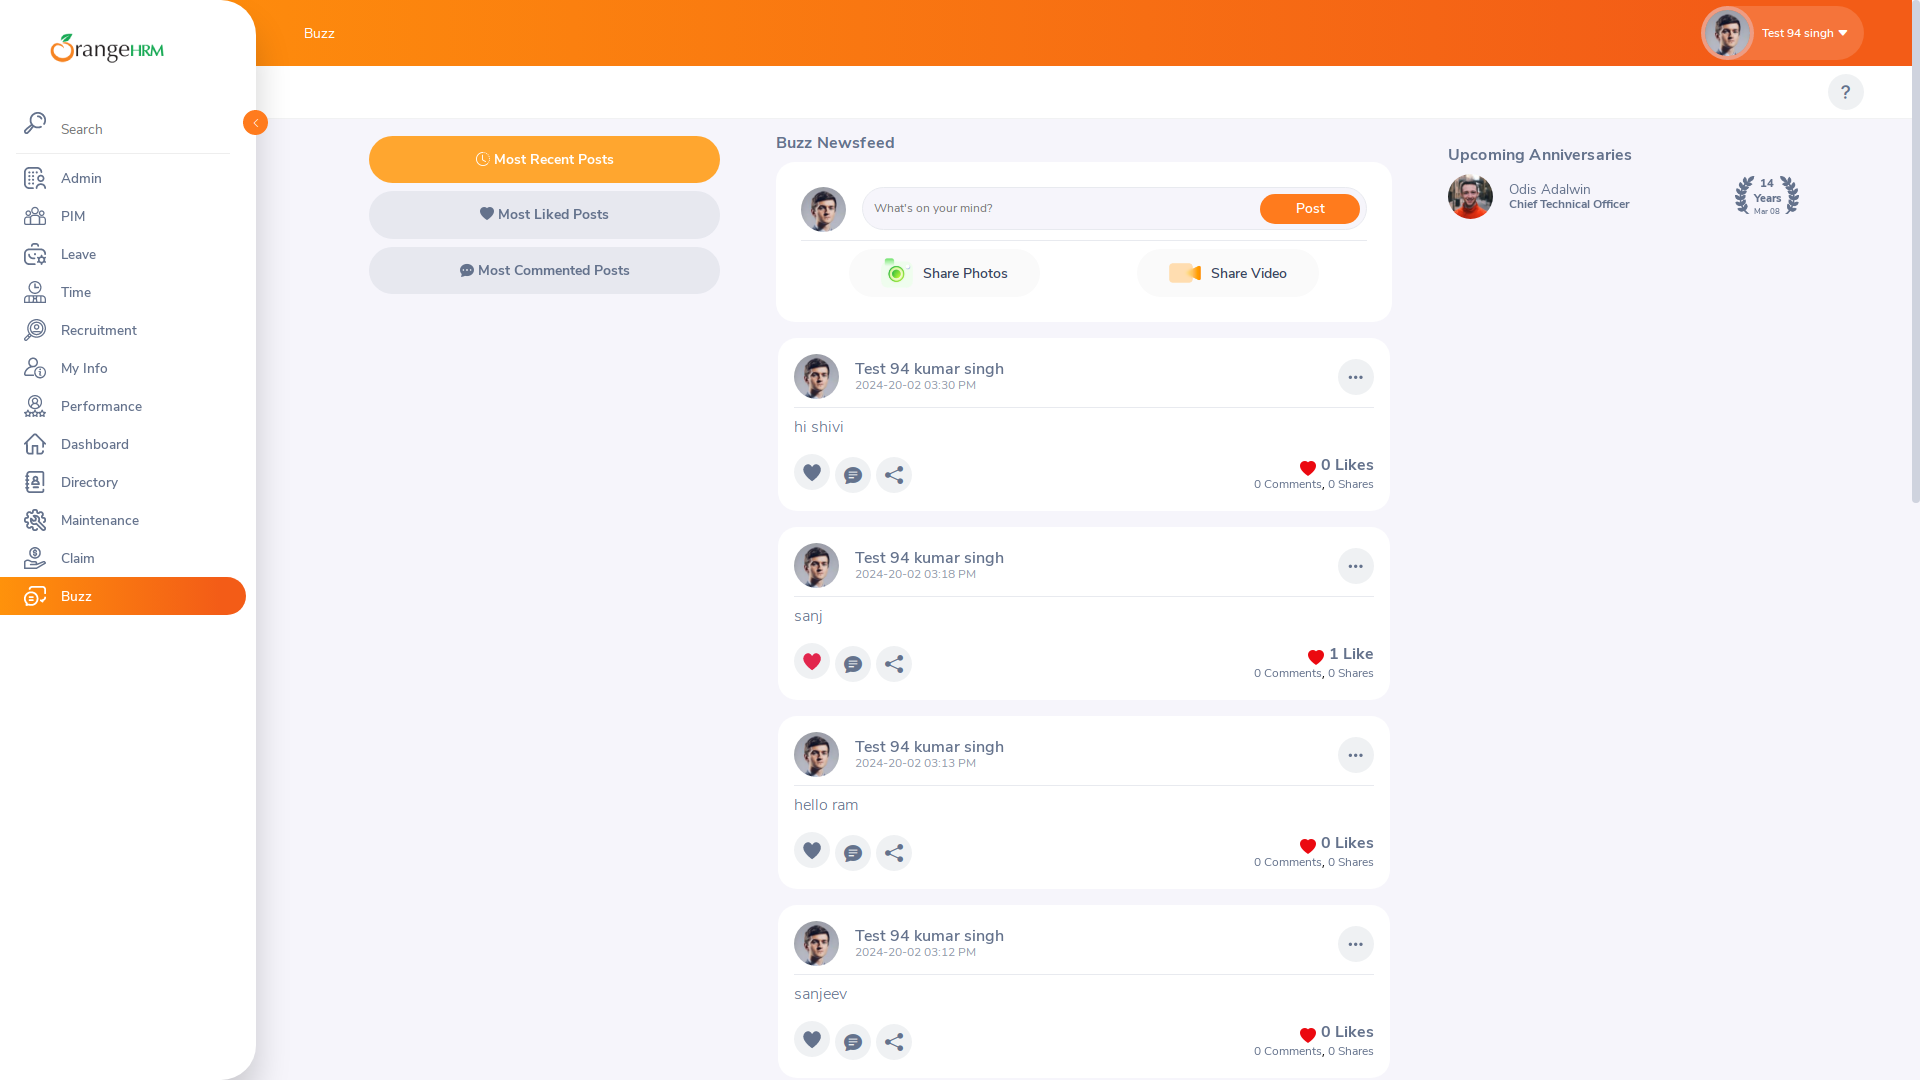 OrangeHRM
Search
Admin
PIM
Leave
Time
Recruitment
My Info
Performance
Dashboard
Directory
Maintenance
Claim
Buzz
Buzz
Test 94 singh
?
Most Recent Posts
Most Liked Posts
Most Commented Posts
Buzz Newsfeed
What's on your mind?
Post
Share Photos
Share Video
Test 94 kumar singh
2024-20-02 03:30 PM
hi shivi
0 Likes
0 Comments, 0 Shares
Test 94 kumar singh
2024-20-02 03:18 PM
sanj
1 Like
0 Comments, 0 Shares
Test 94 kumar singh
2024-20-02 03:13 PM
hello ram
0 Likes
0 Comments, 0 Shares
Test 94 kumar singh
2024-20-02 03:12 PM
sanjeev
0 Likes
0 Comments, 0 Shares
Upcoming Anniversaries
Odis Adalwin
Chief Technical Officer
14
Years
Mar 08